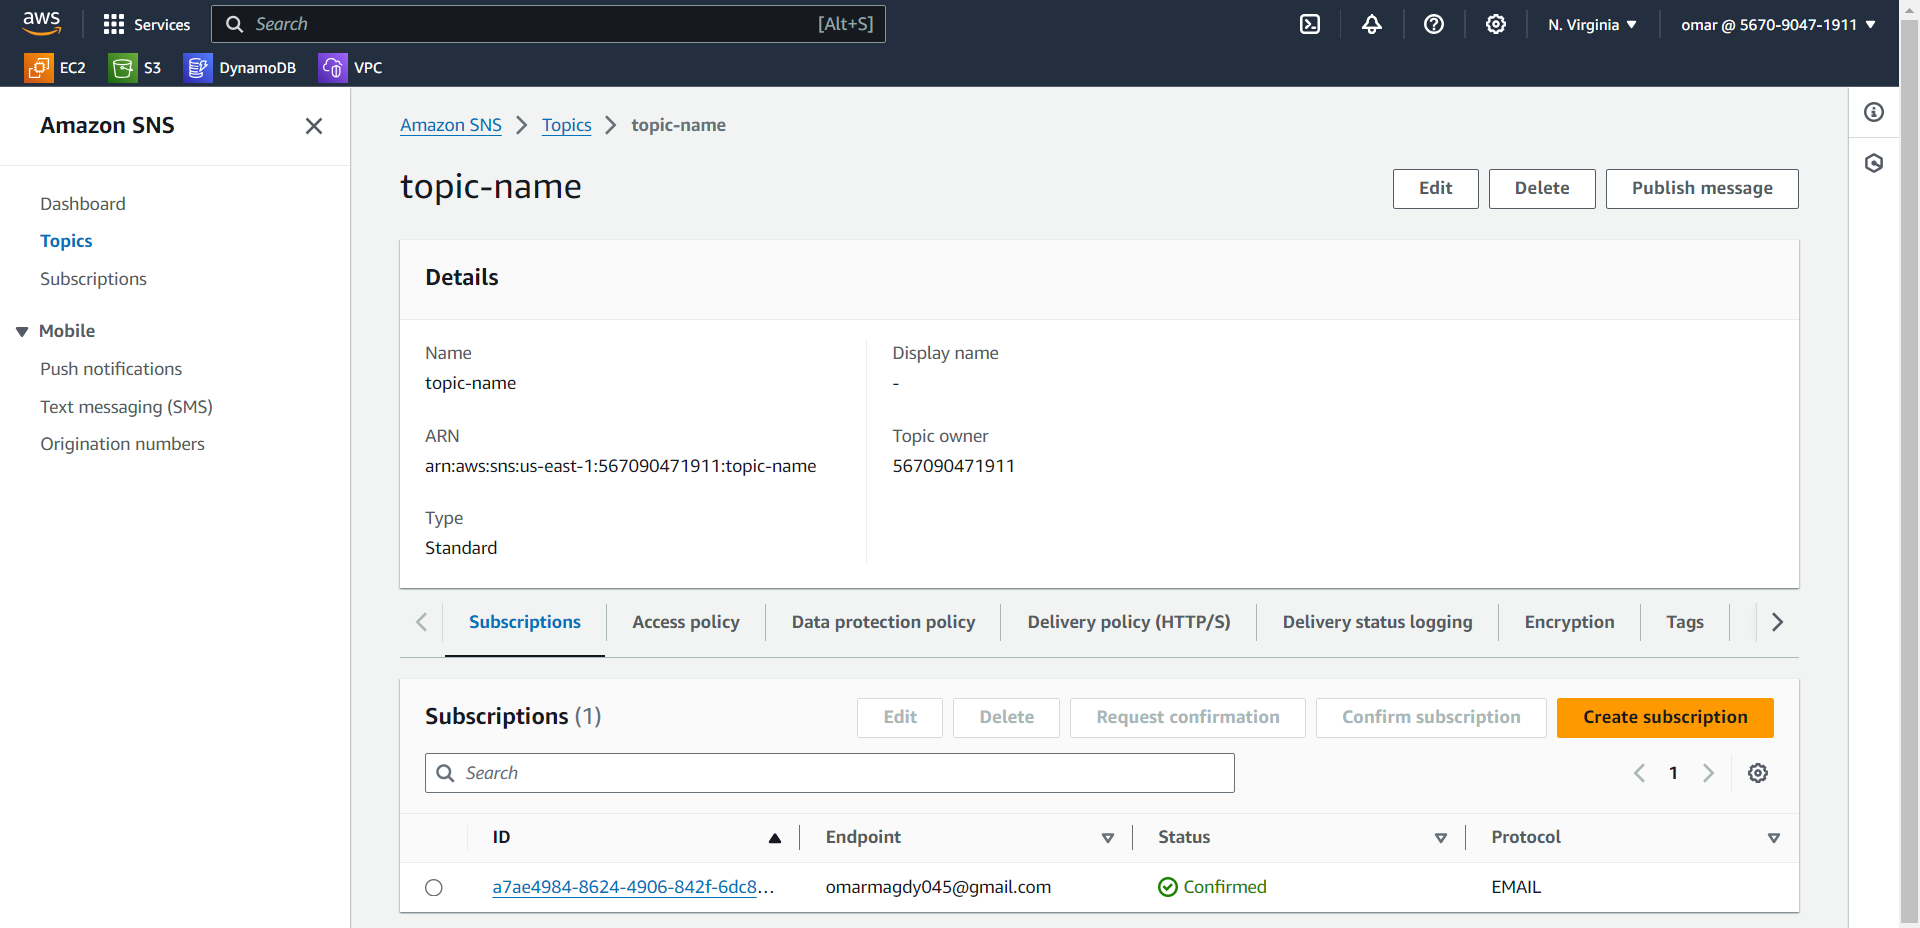 aws Services Search [Alt+S] N. Virginia omar @ 5670-9047-1911
EC2 S3 DynamoDB VPC
Amazon SNS
Dashboard
Topics
Subscriptions
Mobile
Push notifications
Text messaging (SMS)
Origination numbers
Amazon SNS Topics topic-name
topic-name
Edit Delete Publish message
Details
Name
topic-name
ARN
arn:aws:sns:us-east-1:567090471911:topic-name
Type
Standard
Display name
-
Topic owner
567090471911
Subscriptions Access policy Data protection policy Delivery policy (HTTP/S) Delivery status logging Encryption Tags
Subscriptions (1) Edit Delete Request confirmation Confirm subscription Create subscription
Search 1
ID Endpoint Status Protocol
a7ae4984-8624-4906-842f-6dc8... omarmagdy045@gmail.com Confirmed EMAIL